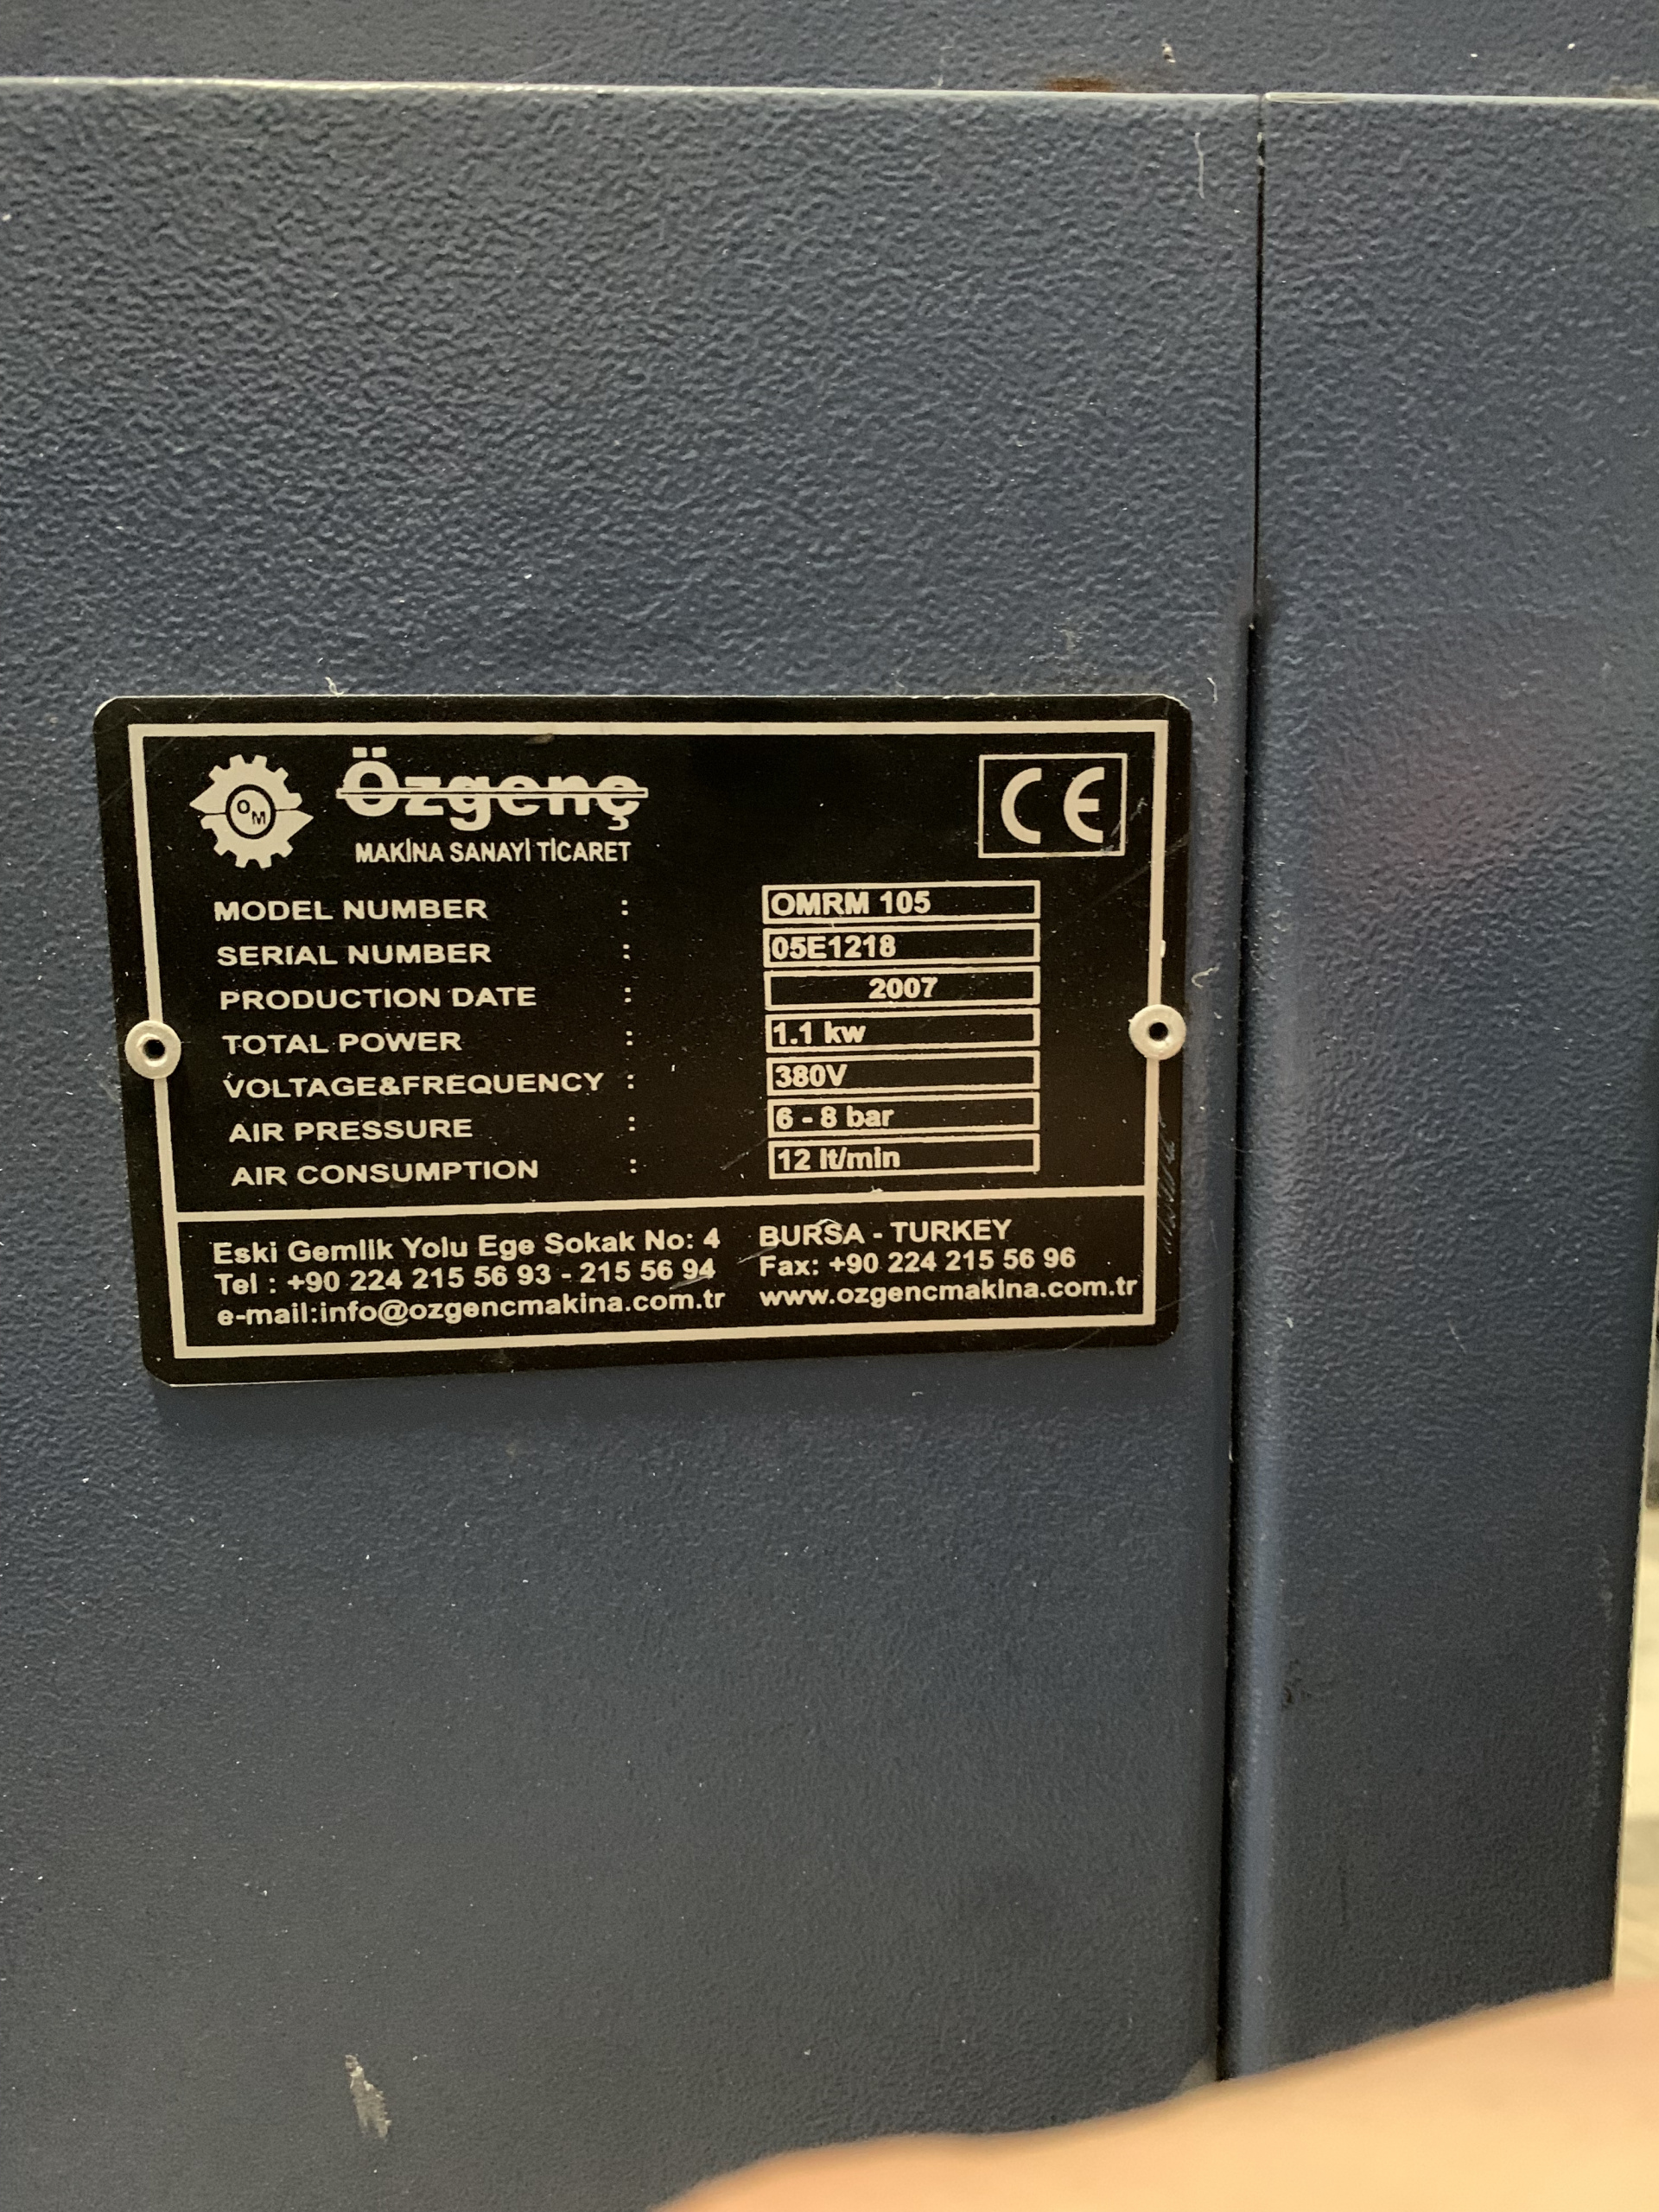 OM
Özgenç
MAKİNA SANAYİ TİCARET
CE
MODEL NUMBER : OMRM 105
SERIAL NUMBER : 05E1218
PRODUCTION DATE : 2007
TOTAL POWER : 1.1 kw
VOLTAGE&FREQUENCY : 380V
AIR PRESSURE : 6 - 8 bar
AIR CONSUMPTION : 12 lt/min
Eski Gemlik Yolu Ege Sokak No: 4 BURSA - TURKEY
Tel : +90 224 215 56 93 - 215 56 94 Fax: +90 224 215 56 96
e-mail:info@ozgencmakina.com.tr www.ozgencmakina.com.tr